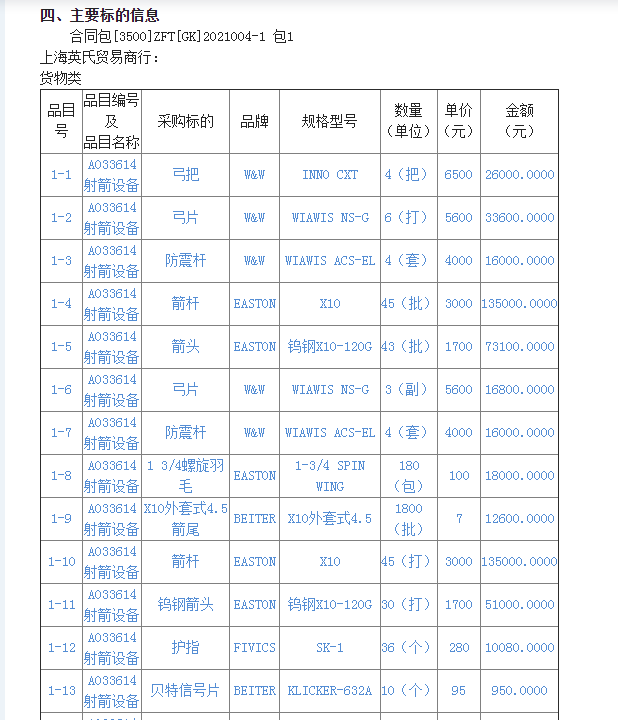 四、主要标的信息
合同包[3500]ZFT[GK]2021004-1 包1
上海英氏贸易商行：
货物类
品目号 品目编号及品目名称 采购标的 品牌 规格型号 数量（单位） 单价（元） 金额（元）
1-1 A033614 射箭设备 弓把 W&W INNO CXT 4（把） 6500 26000.0000
1-2 A033614 射箭设备 弓片 W&W WIAWIS NS-G 6（打） 5600 33600.0000
1-3 A033614 射箭设备 防震杆 W&W WIAWIS ACS-EL 4（套） 4000 16000.0000
1-4 A033614 射箭设备 箭杆 EASTON X10 45（批） 3000 135000.0000
1-5 A033614 射箭设备 箭头 EASTON 钨钢X10-120G 43（批） 1700 73100.0000
1-6 A033614 射箭设备 弓片 W&W WIAWIS NS-G 3（副） 5600 16800.0000
1-7 A033614 射箭设备 防震杆 W&W WIAWIS ACS-EL 4（套） 4000 16000.0000
1-8 A033614 射箭设备 1 3/4螺旋羽毛 EASTON 1-3/4 SPIN WING 180（包） 100 18000.0000
1-9 A033614 射箭设备 X10外套式4.5箭尾 BEITER X10外套式4.5 1800（批） 7 12600.0000
1-10 A033614 射箭设备 箭杆 EASTON X10 45（打） 3000 135000.0000
1-11 A033614 射箭设备 钨钢箭头 EASTON 钨钢X10-120G 30（打） 1700 51000.0000
1-12 A033614 射箭设备 护指 FIVICS SK-1 36（个） 280 10080.0000
1-13 A033614 射箭设备 贝特信号片 BEITER KLICKER-632A 10（个） 95 950.0000